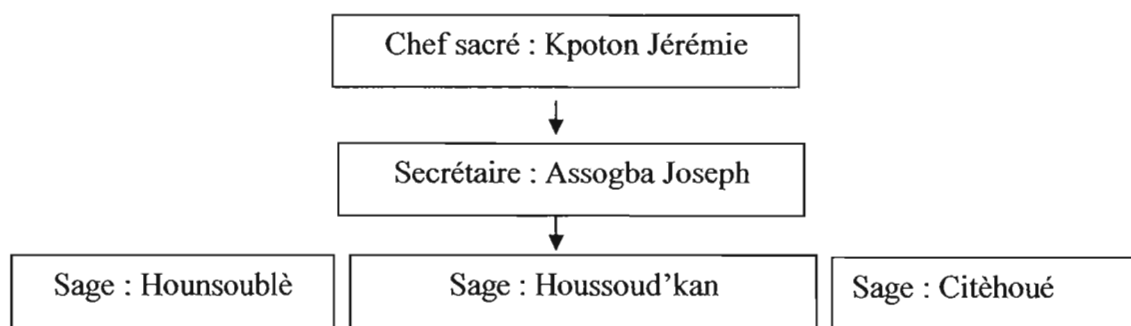 Chef sacré : Kpoton Jérémie
Secrétaire : Assogba Joseph
Sage : Hounsoublè
Sage : Houssoud’kan
Sage : Citèhoué